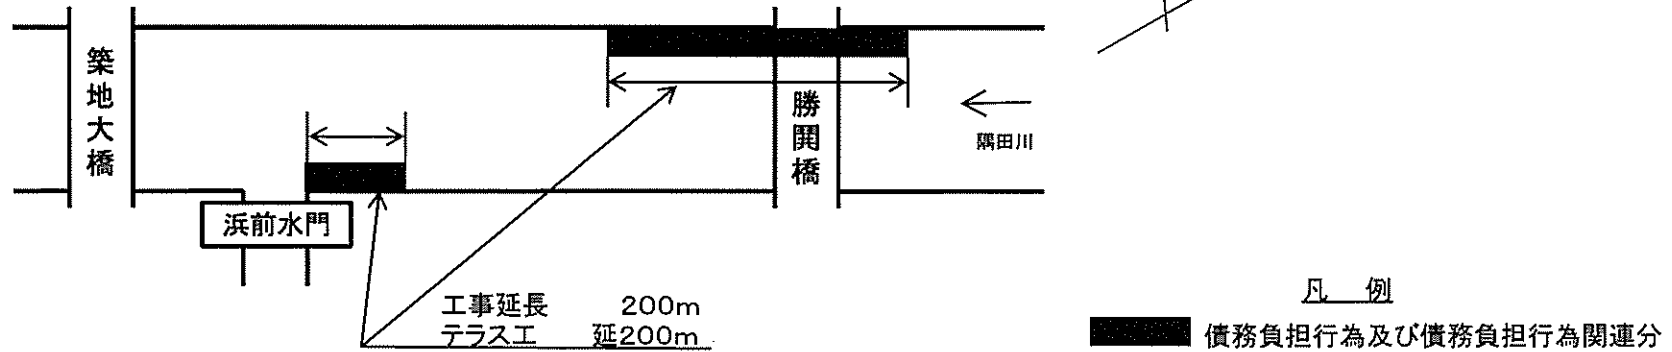 築地大橋
勝鬨橋
隅田川
浜前水門
工事延長 200m
テラス工 延200m
凡 例
債務負担行為及び債務負担行為関連分